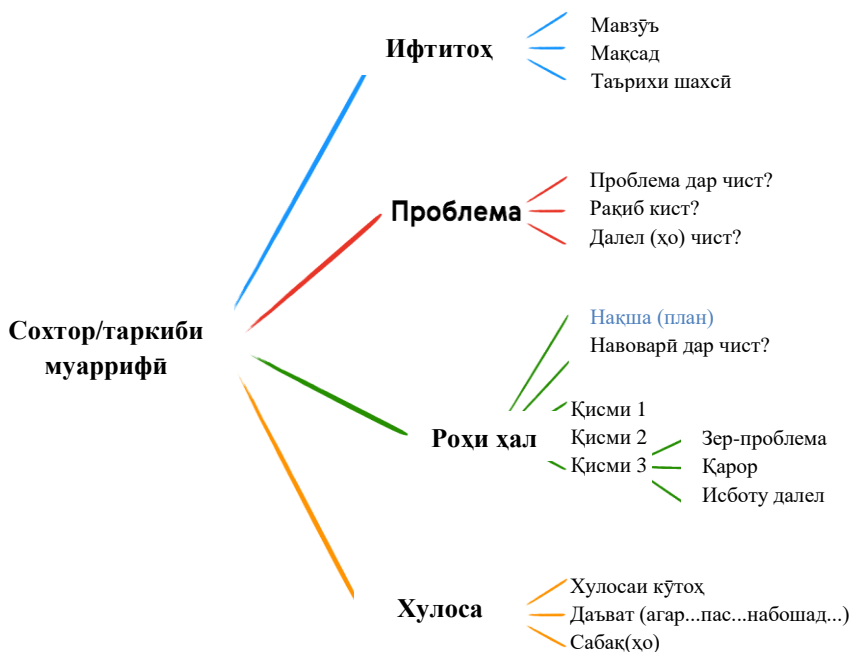 Сохтор/таркиби
муаррифӣ
Ифтитоҳ
Мавзӯъ
Мақсад
Таърихи шахсӣ
Проблема
Проблема дар чист?
Рақиб кист?
Далел (ҳо) чист?
Роҳи ҳал
Нақша (план)
Навоварӣ дар чист?
Қисми 1
Қисми 2
Қисми 3
Зер-проблема
Қарор
Исботу далел
Хулоса
Хулосаи кӯтоҳ
Даъват (агар...пас...набошад...)
Сабақ(ҳо)